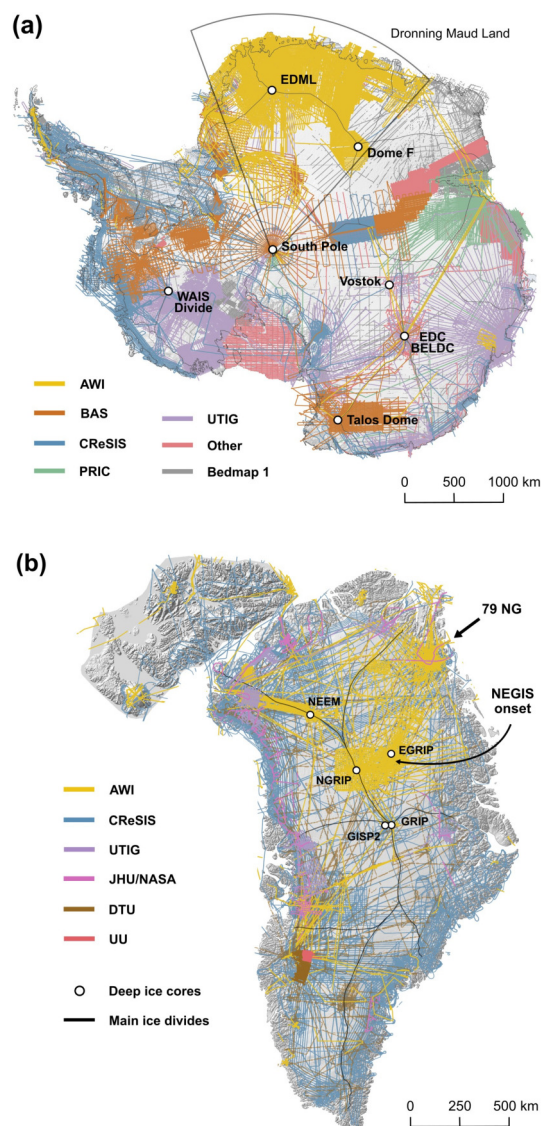 (a)
Dronning Maud Land
EDML
Dome F
South Pole
Vostok
WAIS
Divide
EDC
BELDC
Talos Dome
AWI
BAS
CReSIS
PRIC
UTIG
Other
Bedmap 1
0 500 1000 km
(b)
79 NG
NEGIS
onset
NEEM
EGRIP
NGRIP
GRIP
GISP2
AWI
CReSIS
UTIG
JHU/NASA
DTU
UU
Deep ice cores
Main ice divides
0 250 500 km